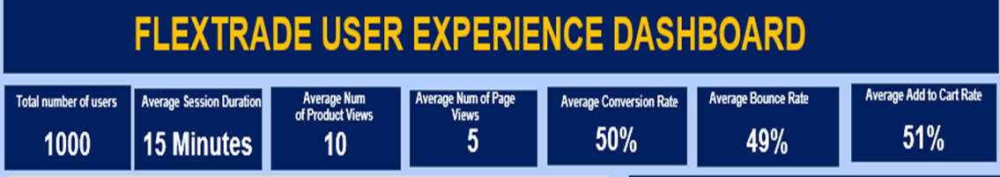 FLEXTRADE USER EXPERIENCE DASHBOARD
Total number of users
1000
Average Session Duration
15 Minutes
Average Num
of Product Views
10
Average Num of Page
Views
5
Average Conversion Rate
50%
Average Bounce Rate
49%
Average Add to Cart Rate
51%